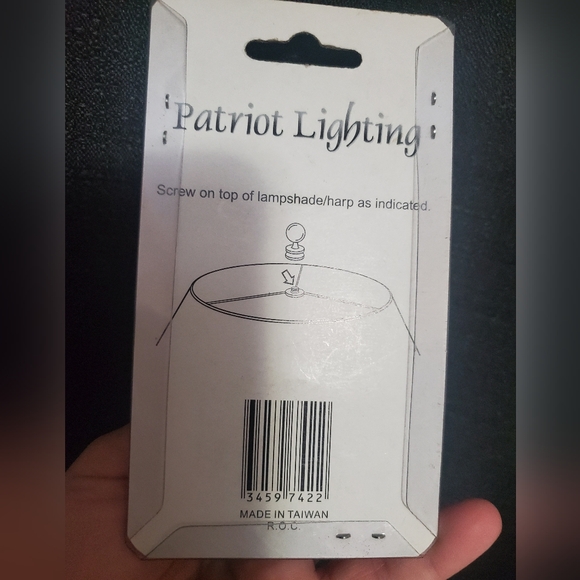 Patriot Lighting
Screw on top of lampshade/harp as indicated.
3459 7422
MADE IN TAIWAN
R.O.C.